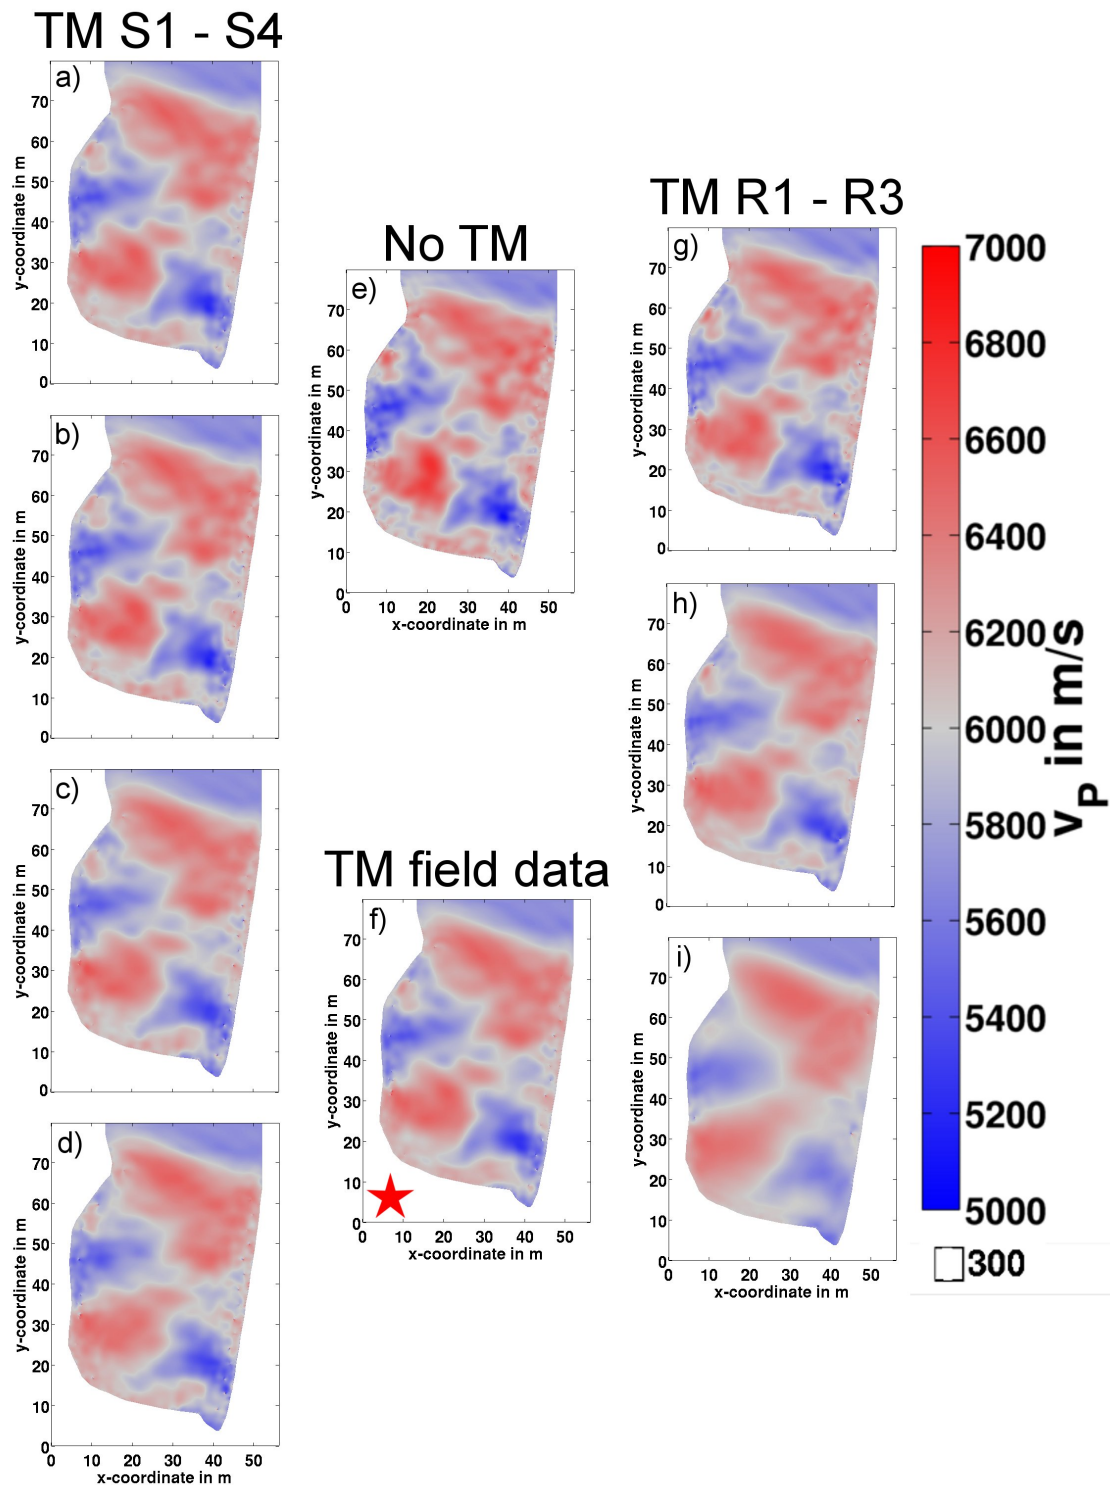 TM S1 - S4
a)
70
60
50
40
30
20
10
0
y-coordinate in m
b)
70
60
50
40
30
20
10
0
y-coordinate in m
c)
70
60
50
40
30
20
10
0
y-coordinate in m
d)
70
60
50
40
30
20
10
0
y-coordinate in m
0 10 20 30 40 50
x-coordinate in m
No TM
e)
70
60
50
40
30
20
10
0
y-coordinate in m
0 10 20 30 40 50
x-coordinate in m
TM field data
f)
70
60
50
40
30
20
10
0
y-coordinate in m
0 10 20 30 40 50
x-coordinate in m
TM R1 - R3
g)
70
60
50
40
30
20
10
0
y-coordinate in m
h)
70
60
50
40
30
20
10
0
y-coordinate in m
i)
70
60
50
40
30
20
10
0
y-coordinate in m
0 10 20 30 40 50
x-coordinate in m
7000
6800
6600
6400
6200
6000
5800
5600
5400
5200
5000
300
vP in m/s